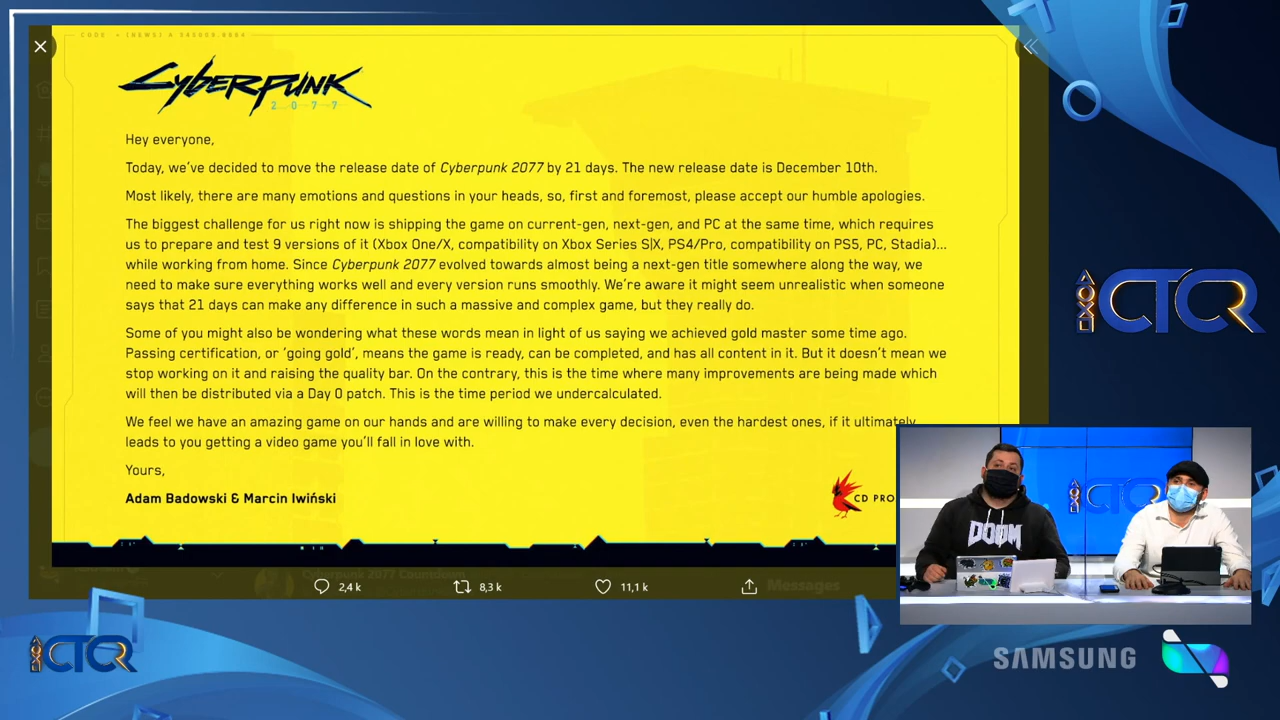 CYBERPUNK
2077
Hey everyone,
Today, we've decided to move the release date of Cyberpunk 2077 by 21 days. The new release date is December 10th.
Most likely, there are many emotions and questions in your heads, so, first and foremost, please accept our humble apologies.
The biggest challenge for us right now is shipping the game on current-gen, next-gen, and PC at the same time, which requires
us to prepare and test 9 versions of it (Xbox One/X, compatibility on Xbox Series S|X, PS4/Pro, compatibility on PS5, PC, Stadia)...
while working from home. Since Cyberpunk 2077 evolved towards almost being a next-gen title somewhere along the way, we
need to make sure everything works well and every version runs smoothly. We're aware it might seem unrealistic when someone
says that 21 days can make any difference in such a massive and complex game, but they really do.
Some of you might also be wondering what these words mean in light of us saying we achieved gold master some time ago.
Passing certification, or 'going gold', means the game is ready, can be completed, and has all content in it. But it doesn't mean we
stop working on it and raising the quality bar. On the contrary, this is the time where many improvements are being made which
will then be distributed via a Day 0 patch. This is the time period we undercalculated.
We feel we have an amazing game on our hands and are willing to make every decision, even the hardest ones, if it ultimately
leads to you getting a video game you'll fall in love with.
Yours,
Adam Badowski & Marcin Iwiński
CD PRO
Cyberpunk 2077 Countdown
2,4 k
8,3 k
11,1 k
Messages
CTCR
CTCR
DOOM
CTCR
SAMSUNG